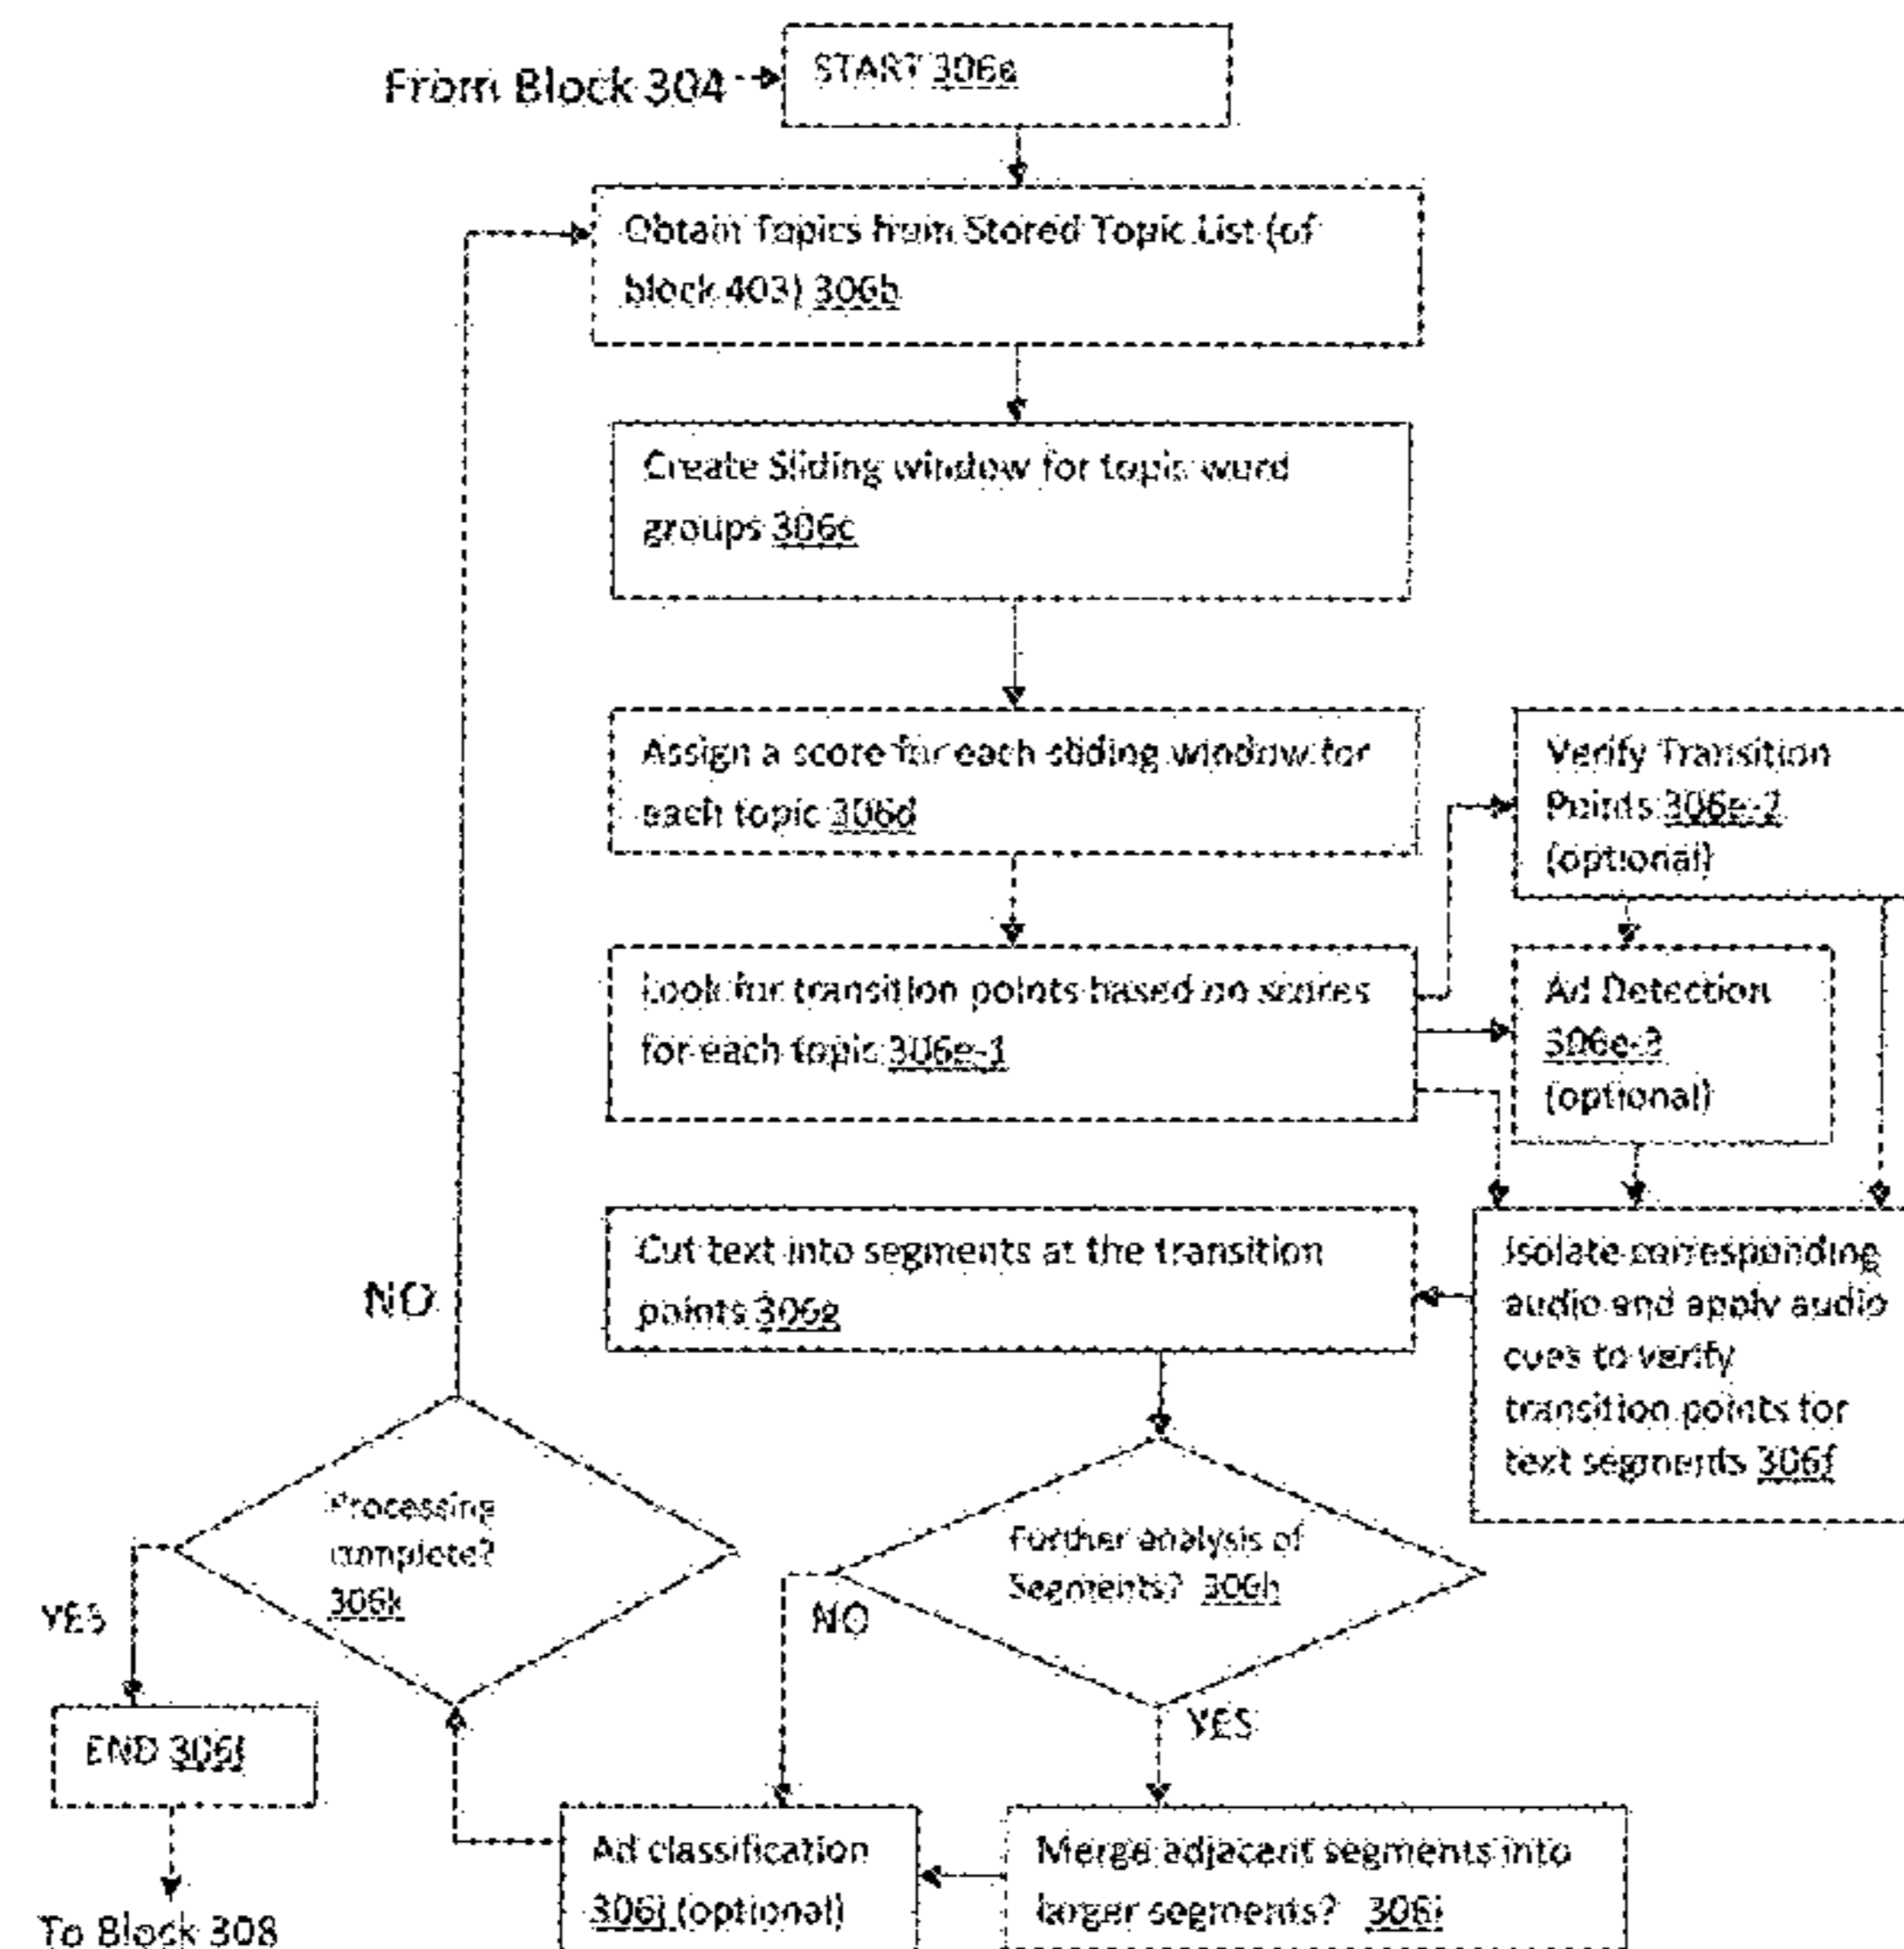 From Block 304
START 306a
Obtain Topics from Stored Topic List (of
block 403) 306b
Create Sliding window for topic word
groups 306c
Assign a score for each sliding window for
each topic 306d
Verify Transition
Points 306e-2
(optional)
Look for transition points based on scores
for each topic 306e-1
Ad Detection
306e-3
(optional)
Cut text into segments at the transition
points 306g
Isolate corresponding
audio and apply audio
cues to verify
transition points for
text segments 306f
NO
Processing
complete?
306k
Further analysis of
Segments? 306h
YES
NO
YES
END 306l
Ad classification
306j (optional)
Merge adjacent segments into
larger segments? 306i
To Block 308